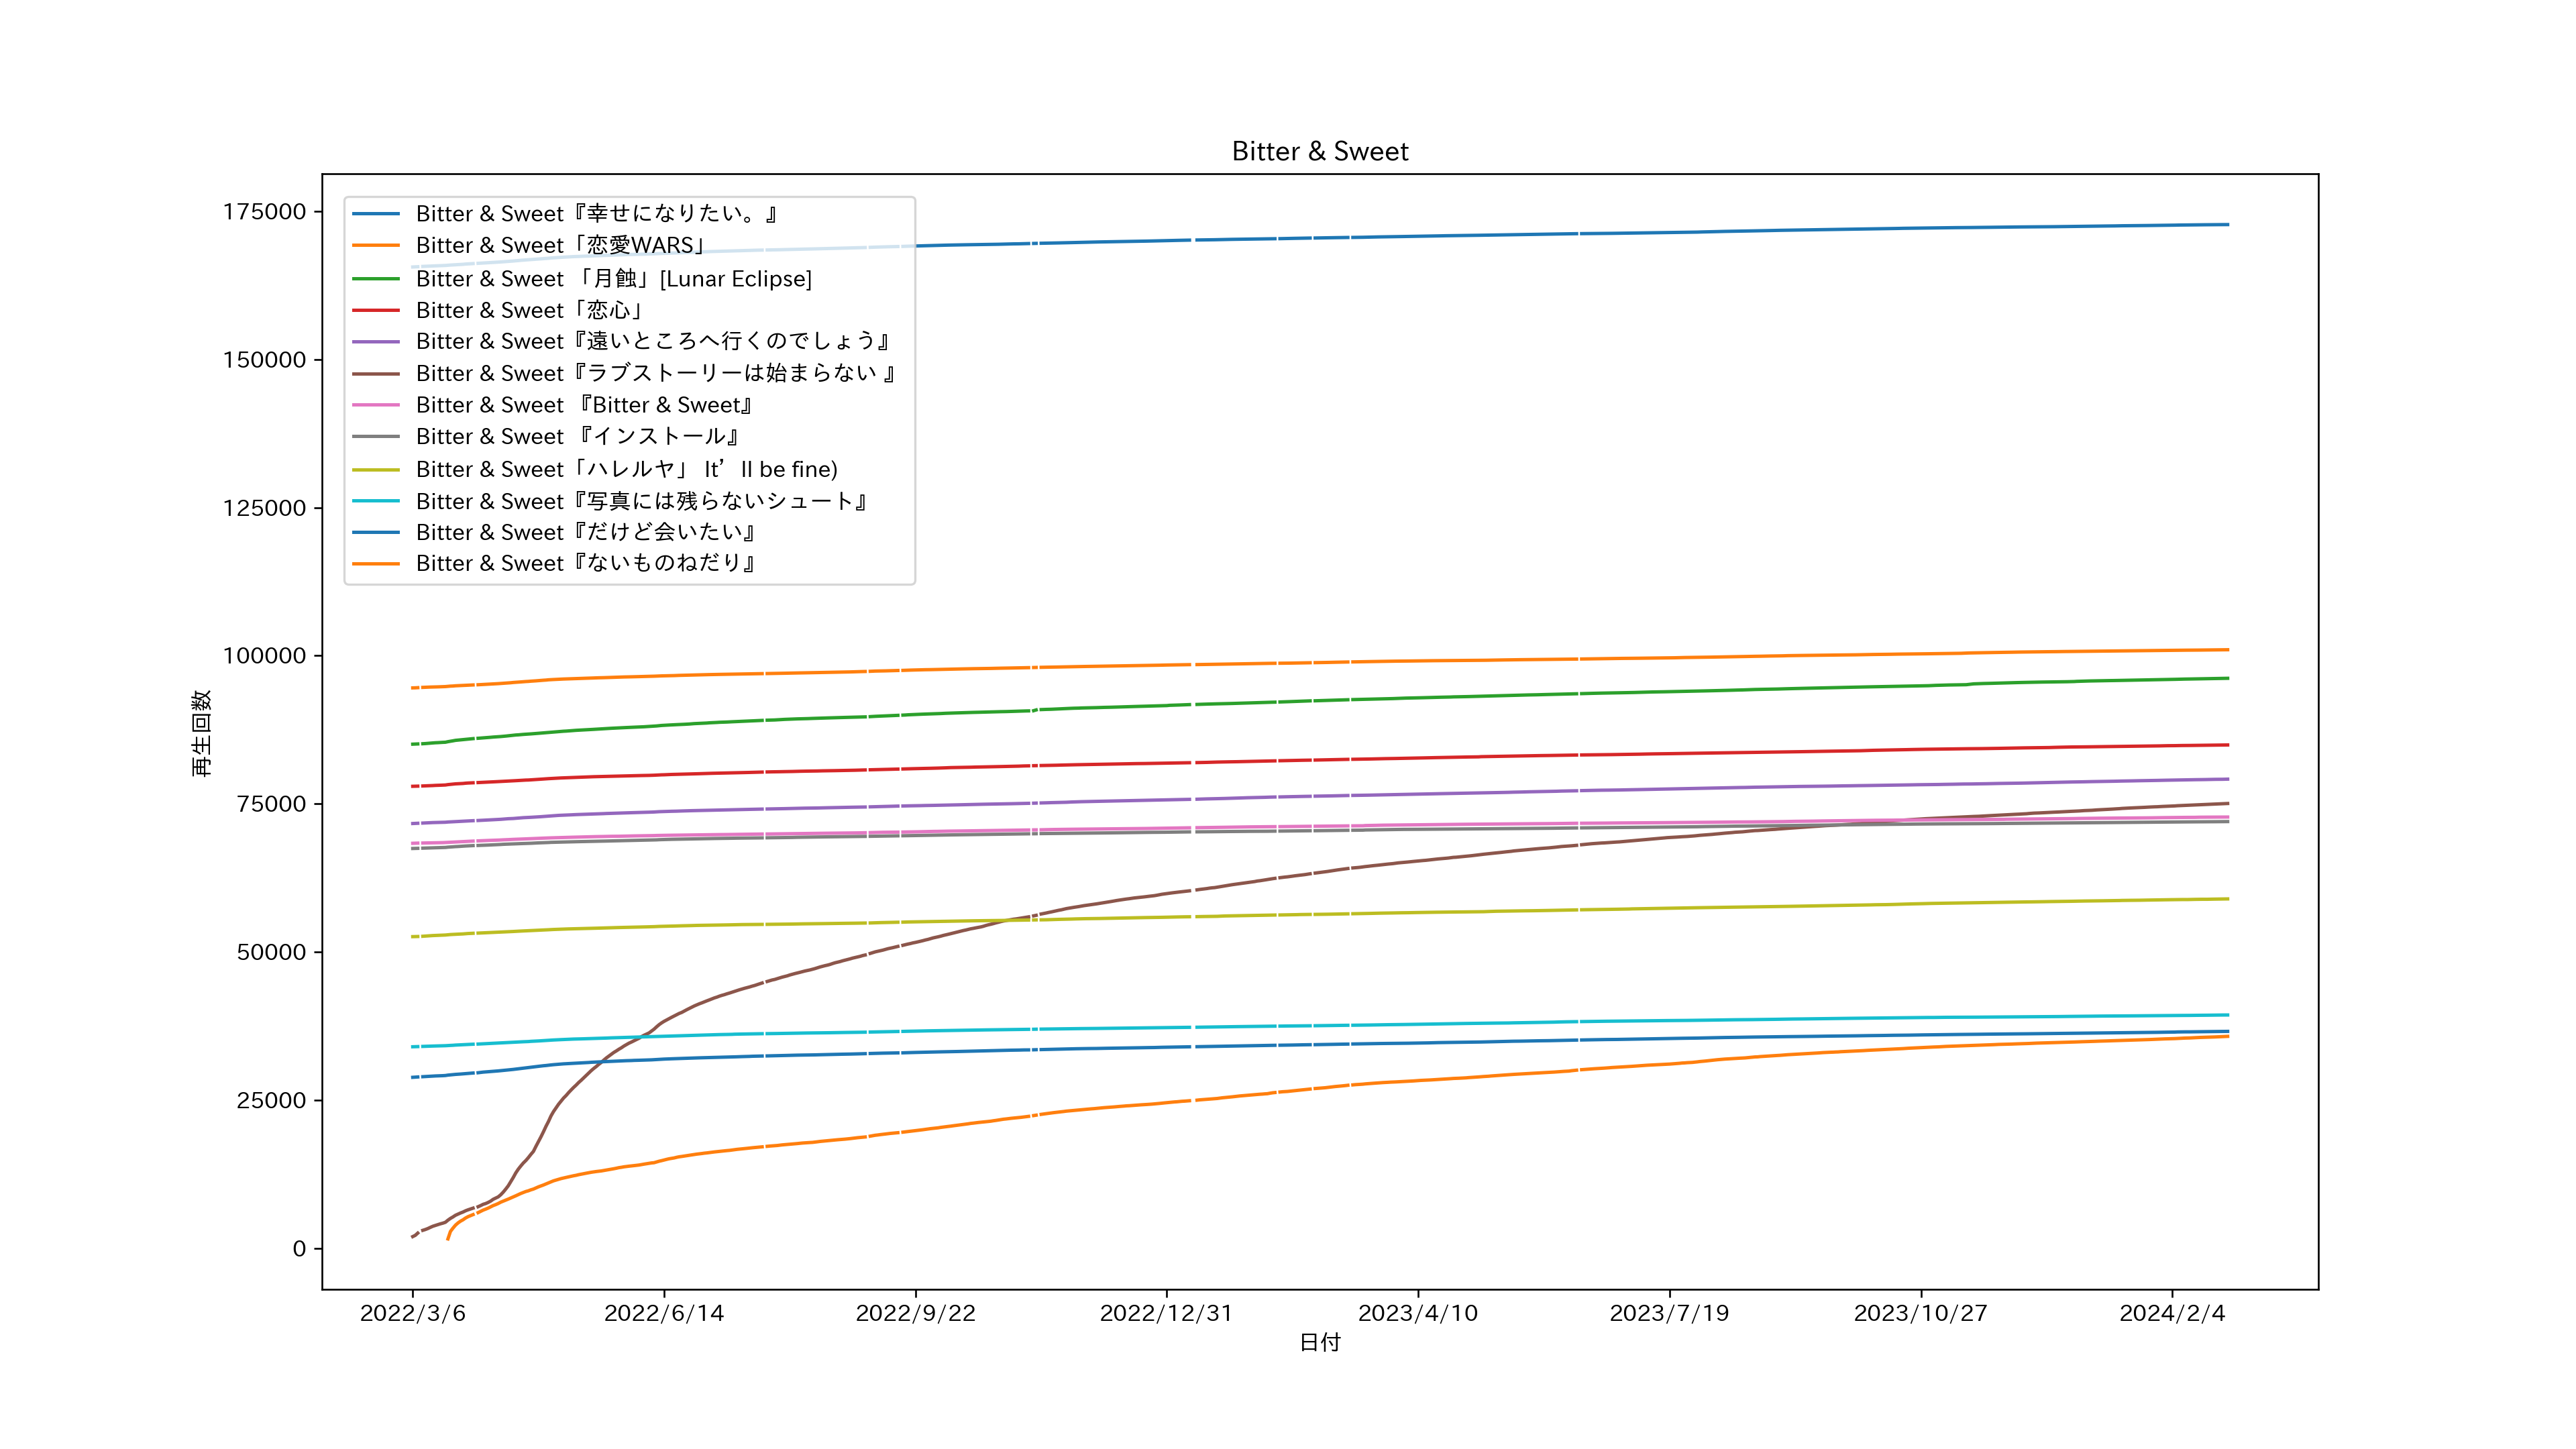 Bitter & Sweet
175000
150000
125000
100000
75000
50000
25000
0
再生回数
Bitter & Sweet『幸せになりたい。』
Bitter & Sweet「恋愛WARS」
Bitter & Sweet 「月蝕」[Lunar Eclipse]
Bitter & Sweet「恋心」
Bitter & Sweet『遠いところへ行くのでしょう』
Bitter & Sweet『ラブストーリーは始まらない 』
Bitter & Sweet 『Bitter & Sweet』
Bitter & Sweet 『インストール』
Bitter & Sweet「ハレルヤ」 It’ll be fine)
Bitter & Sweet『写真には残らないシュート』
Bitter & Sweet『だけど会いたい』
Bitter & Sweet『ないものねだり』
2022/3/6 2022/6/14 2022/9/22 2022/12/31 2023/4/10 2023/7/19 2023/10/27 2024/2/4
日付